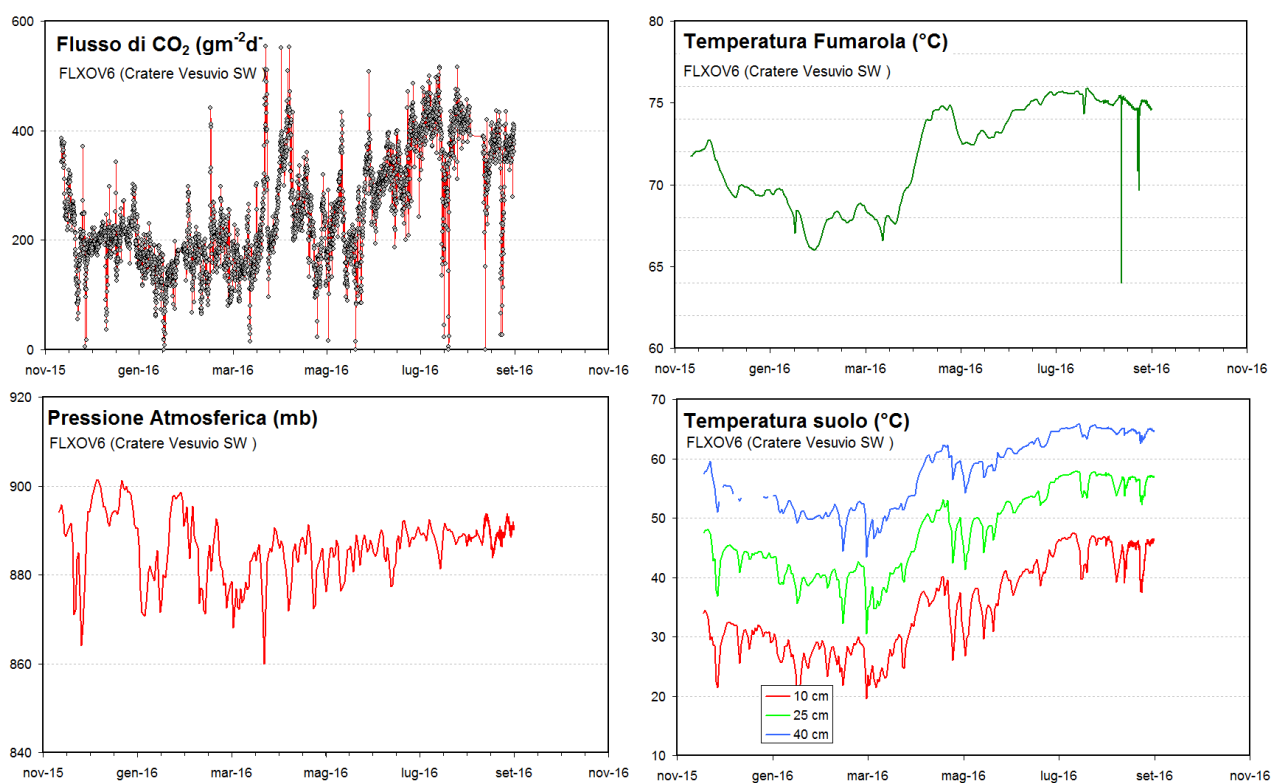 Flusso di CO₂ (gm⁻²d⁻
FLXOV6 (Cratere Vesuvio SW )
600
400
200
0
nov-15 gen-16 mar-16 mag-16 lug-16 set-16 nov-16
Temperatura Fumarola (°C)
FLXOV6 (Cratere Vesuvio SW )
80
75
70
65
60
nov-15 gen-16 mar-16 mag-16 lug-16 set-16 nov-16
Pressione Atmosferica (mb)
FLXOV6 (Cratere Vesuvio SW )
920
900
880
860
840
nov-15 gen-16 mar-16 mag-16 lug-16 set-16 nov-16
Temperatura suolo (°C)
FLXOV6 (Cratere Vesuvio SW )
70
60
50
40
30
20
10
10 cm
25 cm
40 cm
nov-15 gen-16 mar-16 mag-16 lug-16 set-16 nov-16